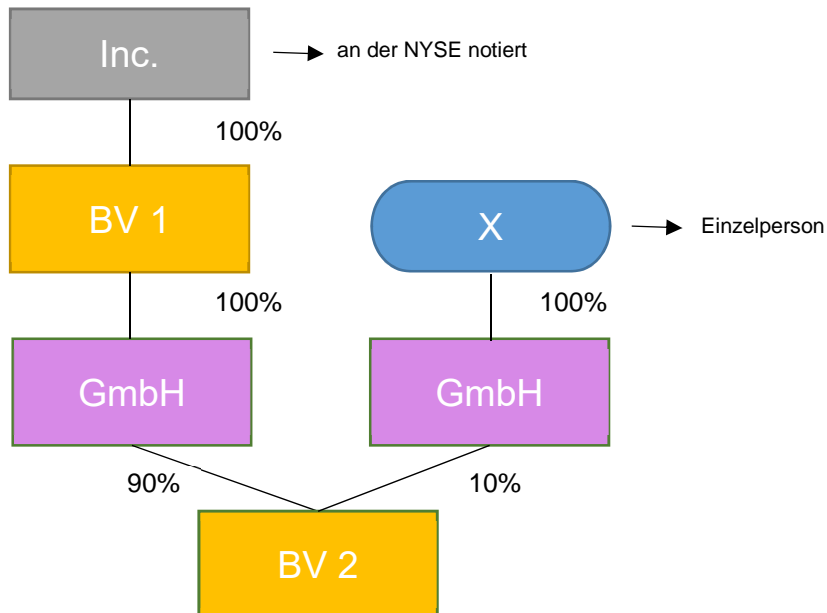 Inc.
an der NYSE notiert
100%
BV 1
X
Einzelperson
100%
100%
GmbH
GmbH
90%
10%
BV 2